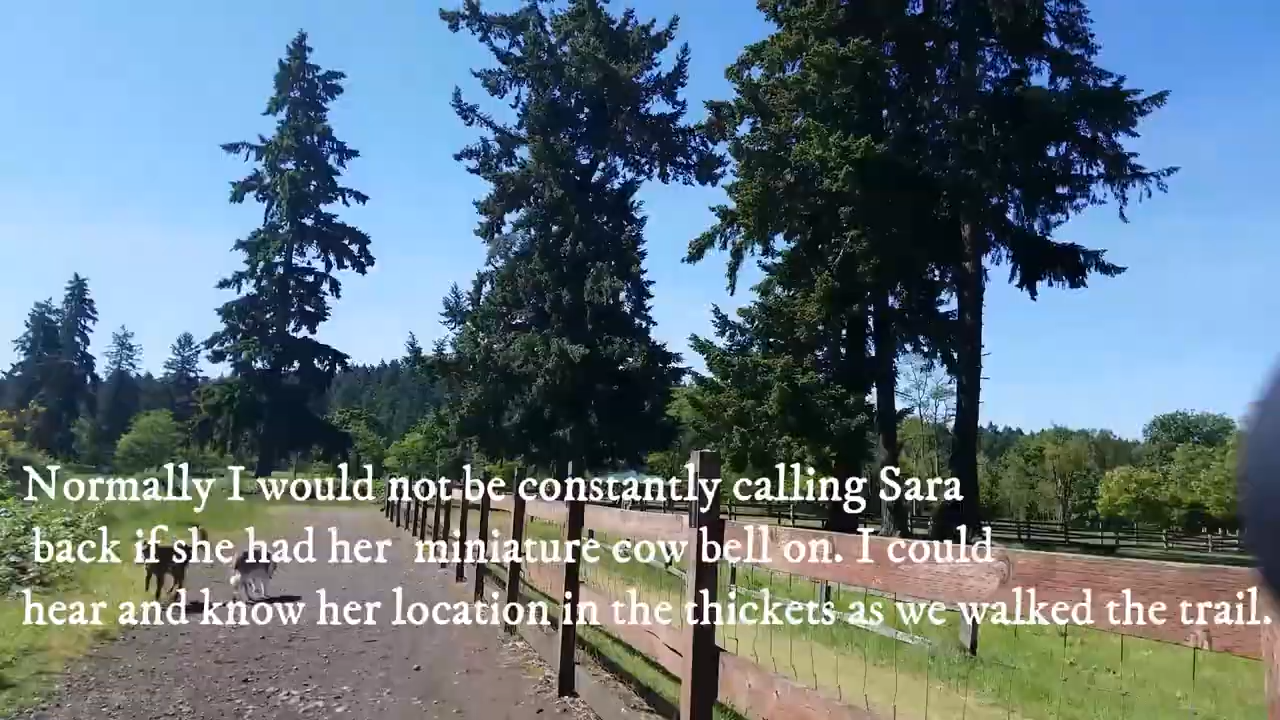 Normally I would not be constantly calling Sara
back if she had her miniature cow bell on. I could
hear and know her location in the thickets as we walked the trail.